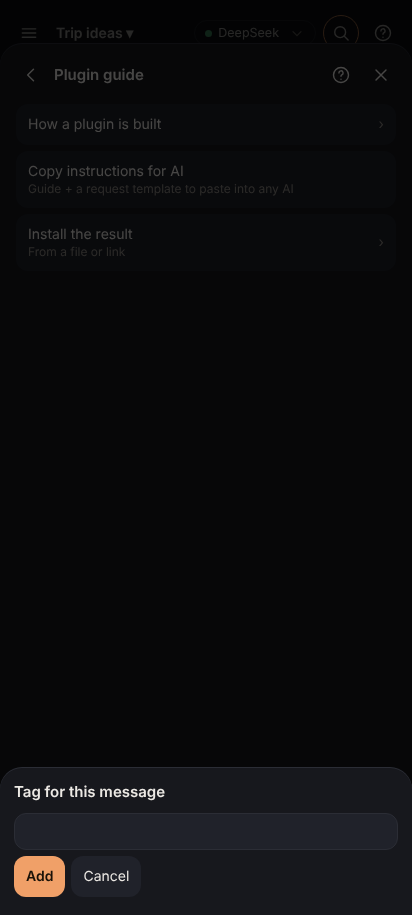 Trip ideas ▾
DeepSeek
Plugin guide
How a plugin is built
Copy instructions for AI
Guide + a request template to paste into any AI
Install the result
From a file or link
Tag for this message
Add
Cancel